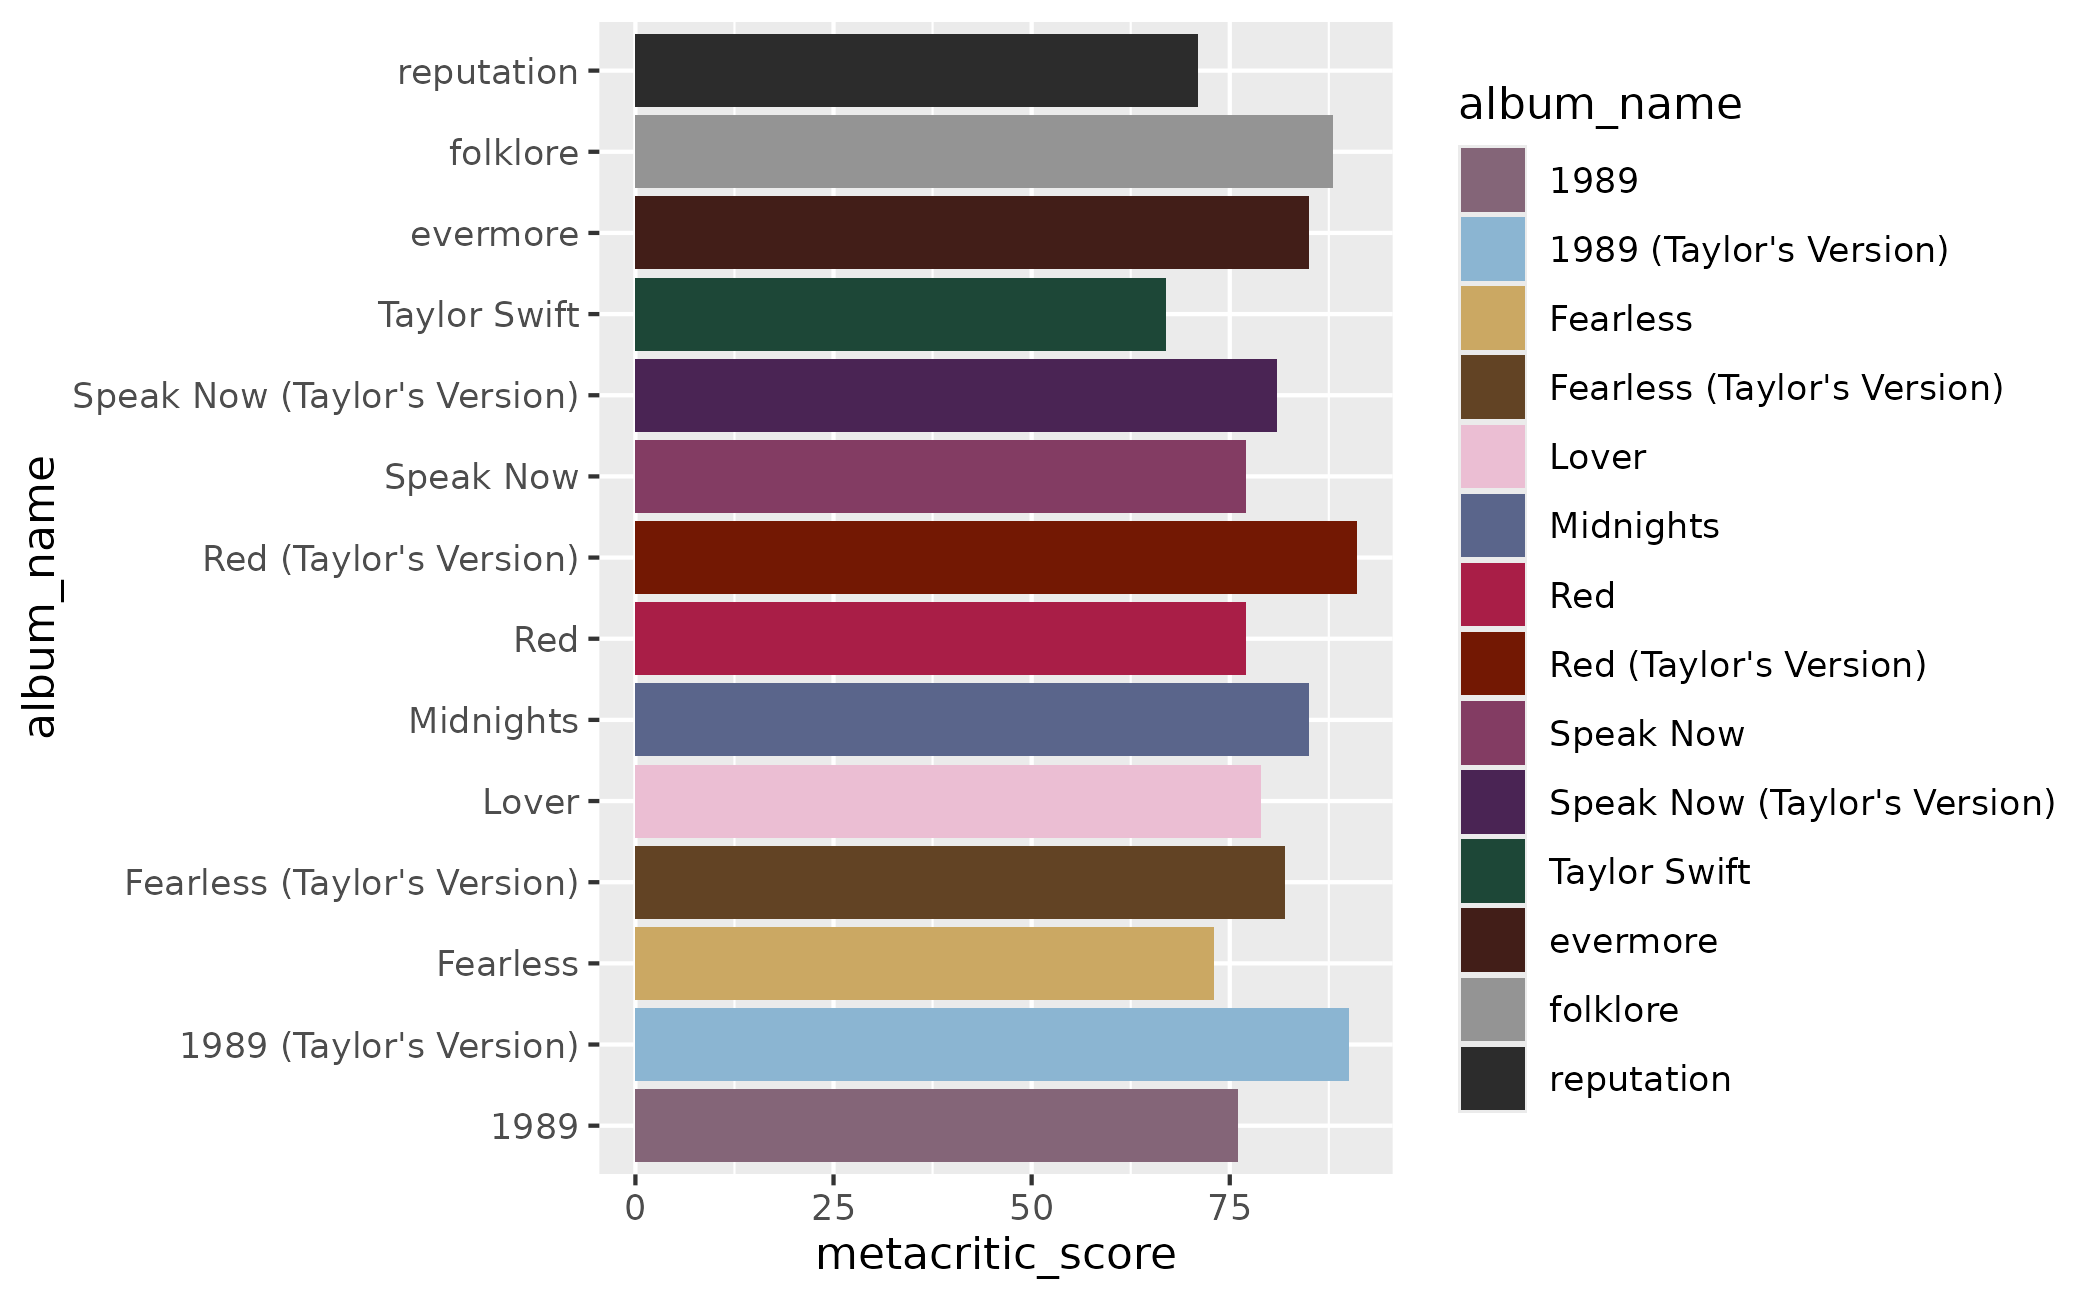 album_name
reputation
folklore
evermore
Taylor Swift
Speak Now (Taylor's Version)
Speak Now
Red (Taylor's Version)
Red
Midnights
Lover
Fearless (Taylor's Version)
Fearless
1989 (Taylor's Version)
1989
0 25 50 75
metacritic_score
album_name
1989
1989 (Taylor's Version)
Fearless
Fearless (Taylor's Version)
Lover
Midnights
Red
Red (Taylor's Version)
Speak Now
Speak Now (Taylor's Version)
Taylor Swift
evermore
folklore
reputation